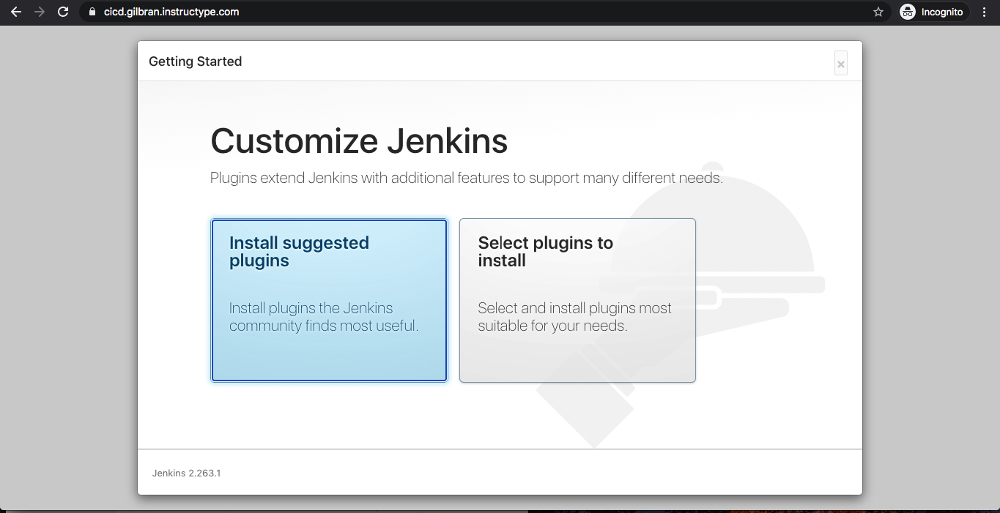 cicd.gilbran.instructype.com
Incognito
Getting Started
×
Customize Jenkins
Plugins extend Jenkins with additional features to support many different needs.
Install suggested
plugins
Install plugins the Jenkins
community finds most useful.
Select plugins to
install
Select and install plugins most
suitable for your needs.
Jenkins 2.263.1